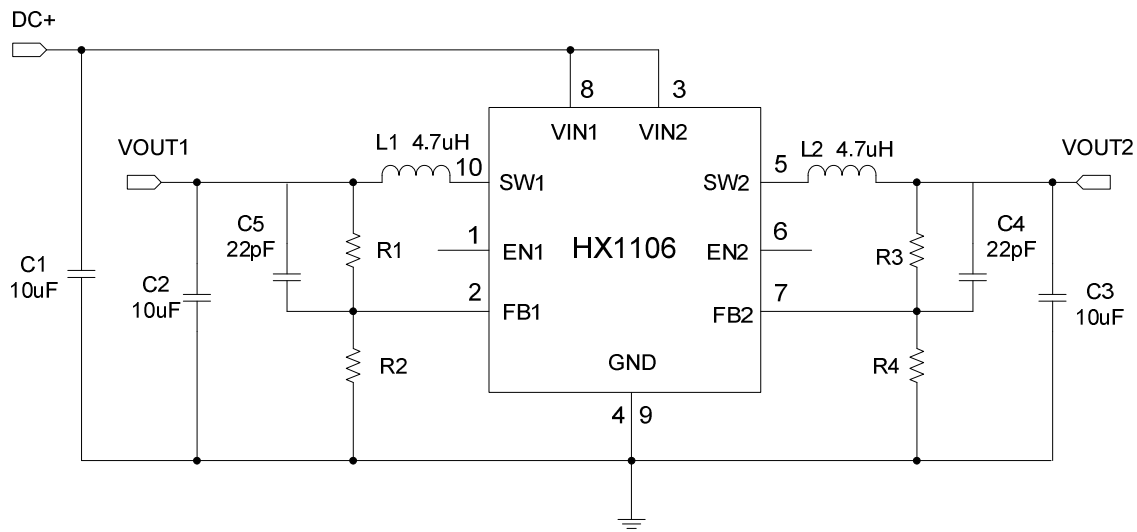 DC+
8
3
VIN1
VIN2
L1 4.7uH
L2 4.7uH
VOUT1
VOUT2
10
5
SW1
SW2
C5
22pF
C4
22pF
R1
R3
1
6
EN1
HX1106
EN2
C1
10uF
C2
10uF
C3
10uF
2
7
FB1
FB2
R2
GND
R4
4
9